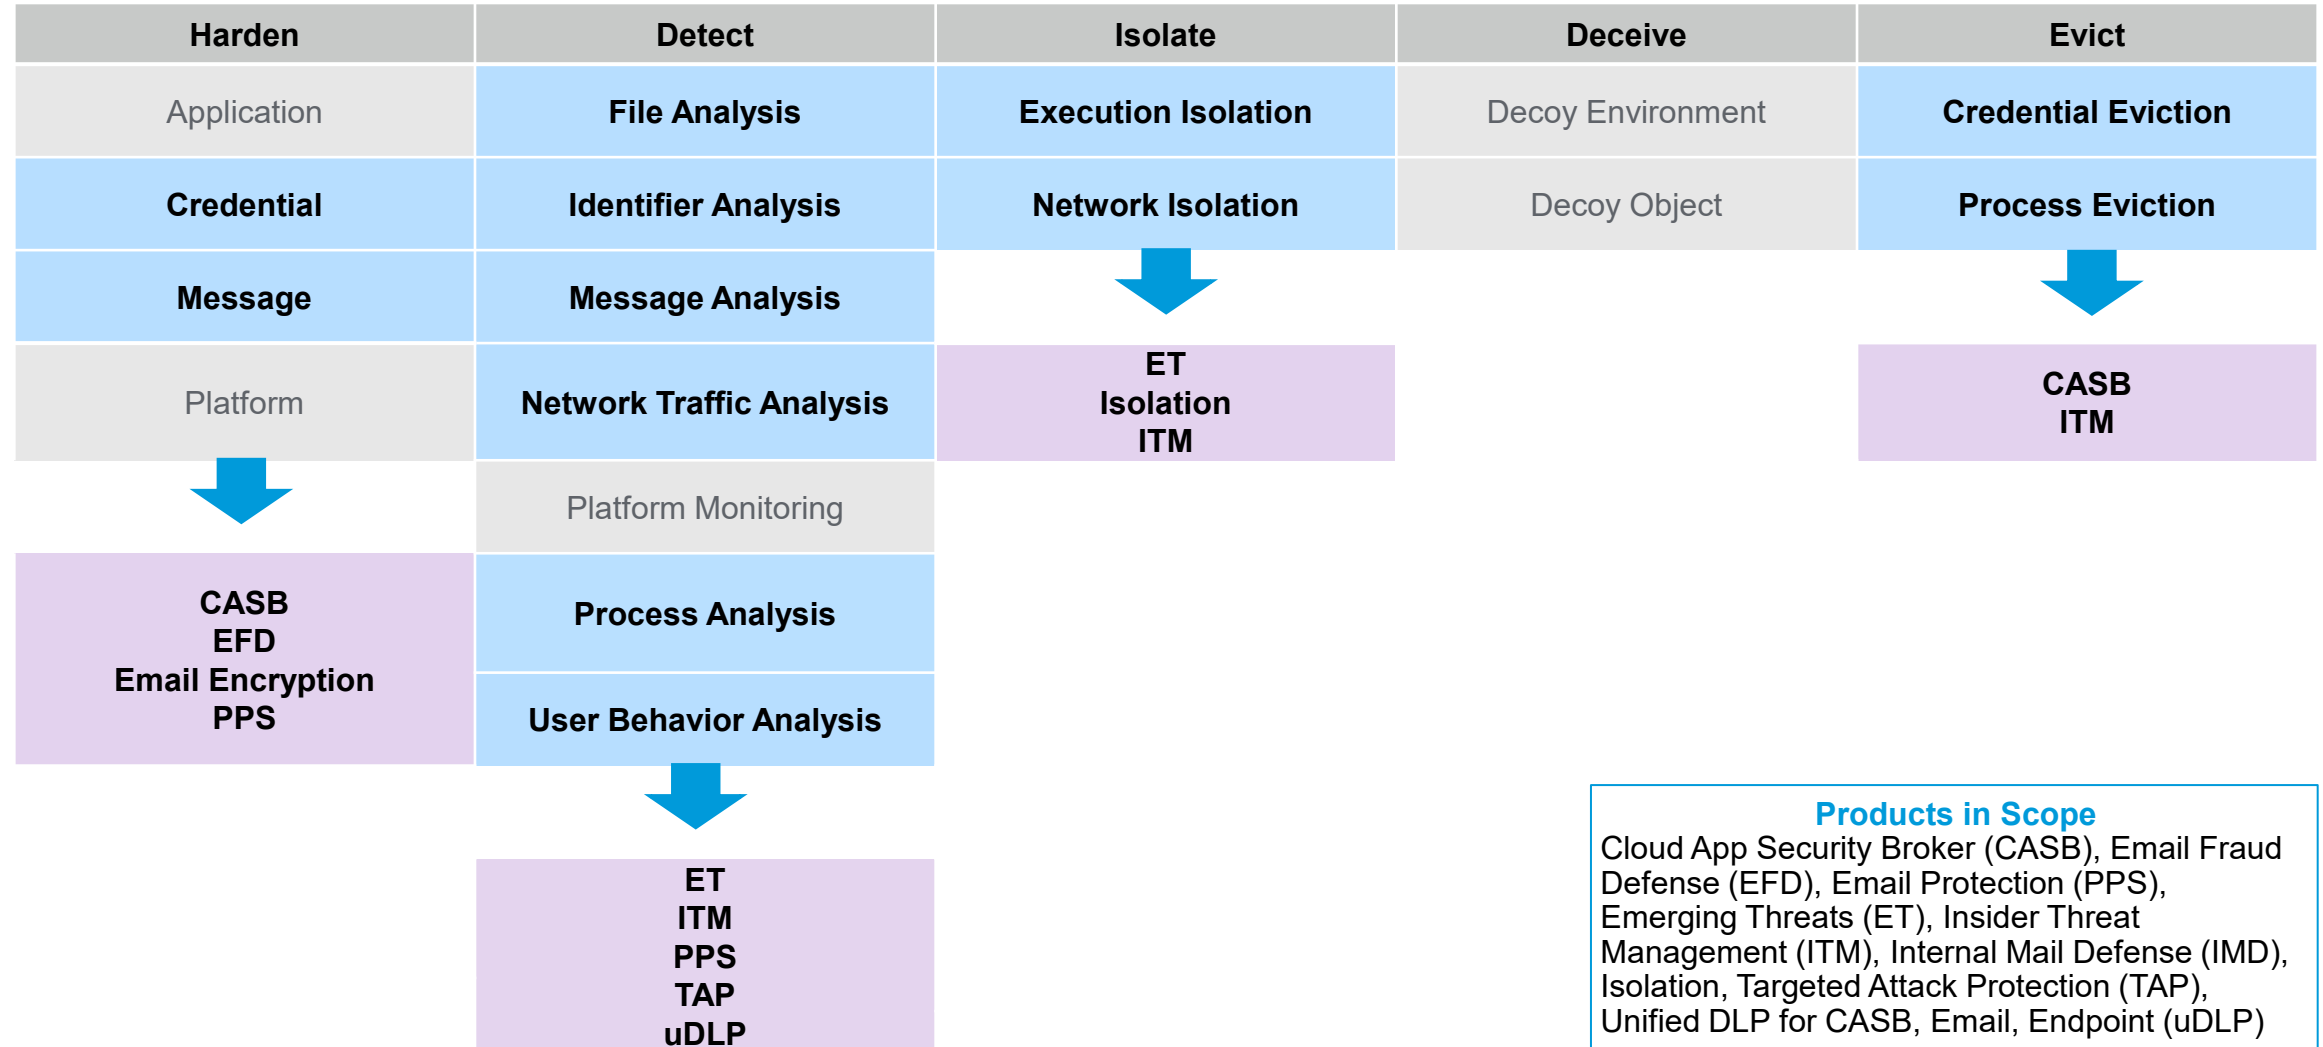 Harden
Detect
Isolate
Deceive
Evict
Application
File Analysis
Execution Isolation
Decoy Environment
Credential Eviction
Credential
Identifier Analysis
Network Isolation
Decoy Object
Process Eviction
Message
Message Analysis
Platform
Network Traffic Analysis
ET
Isolation
ITM
CASB
ITM
Platform Monitoring
CASB
EFD
Email Encryption
PPS
Process Analysis
User Behavior Analysis
ET
ITM
PPS
TAP
uDLP
Products in Scope
Cloud App Security Broker (CASB), Email Fraud
Defense (EFD), Email Protection (PPS),
Emerging Threats (ET), Insider Threat
Management (ITM), Internal Mail Defense (IMD),
Isolation, Targeted Attack Protection (TAP),
Unified DLP for CASB, Email, Endpoint (uDLP)